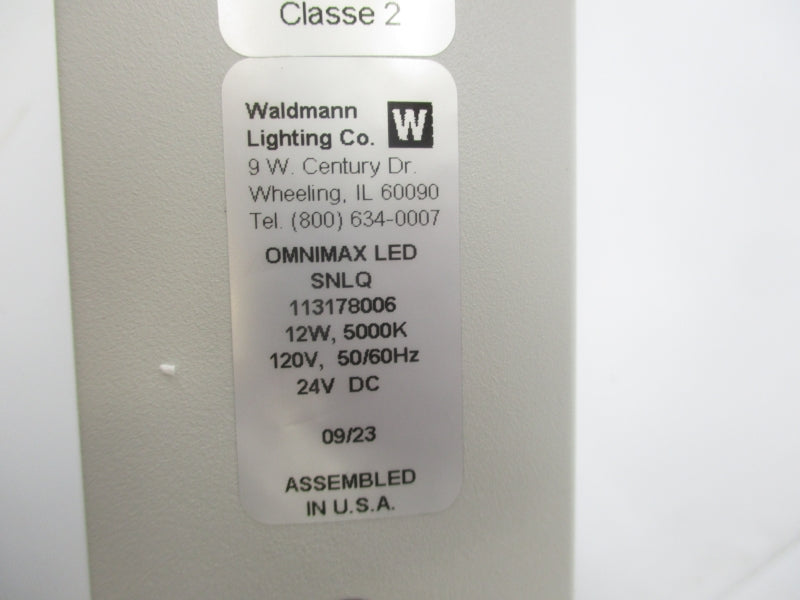 Classe 2
Waldmann
Lighting Co.
W
9 W. Century Dr.
Wheeling, IL 60090
Tel. (800) 634-0007
OMNIMAX LED
SNLQ
113178006
12W, 5000K
120V, 50/60Hz
24V DC
09/23
ASSEMBLED
IN U.S.A.